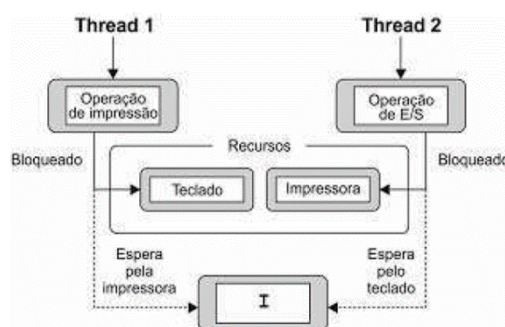 Thread 1
Thread 2
Operação
de impressão
Operação
de E/S
Bloqueado
Recursos
Bloqueado
Teclado
Impressora
Espera
pela
impressora
Espera
pelo
teclado
I